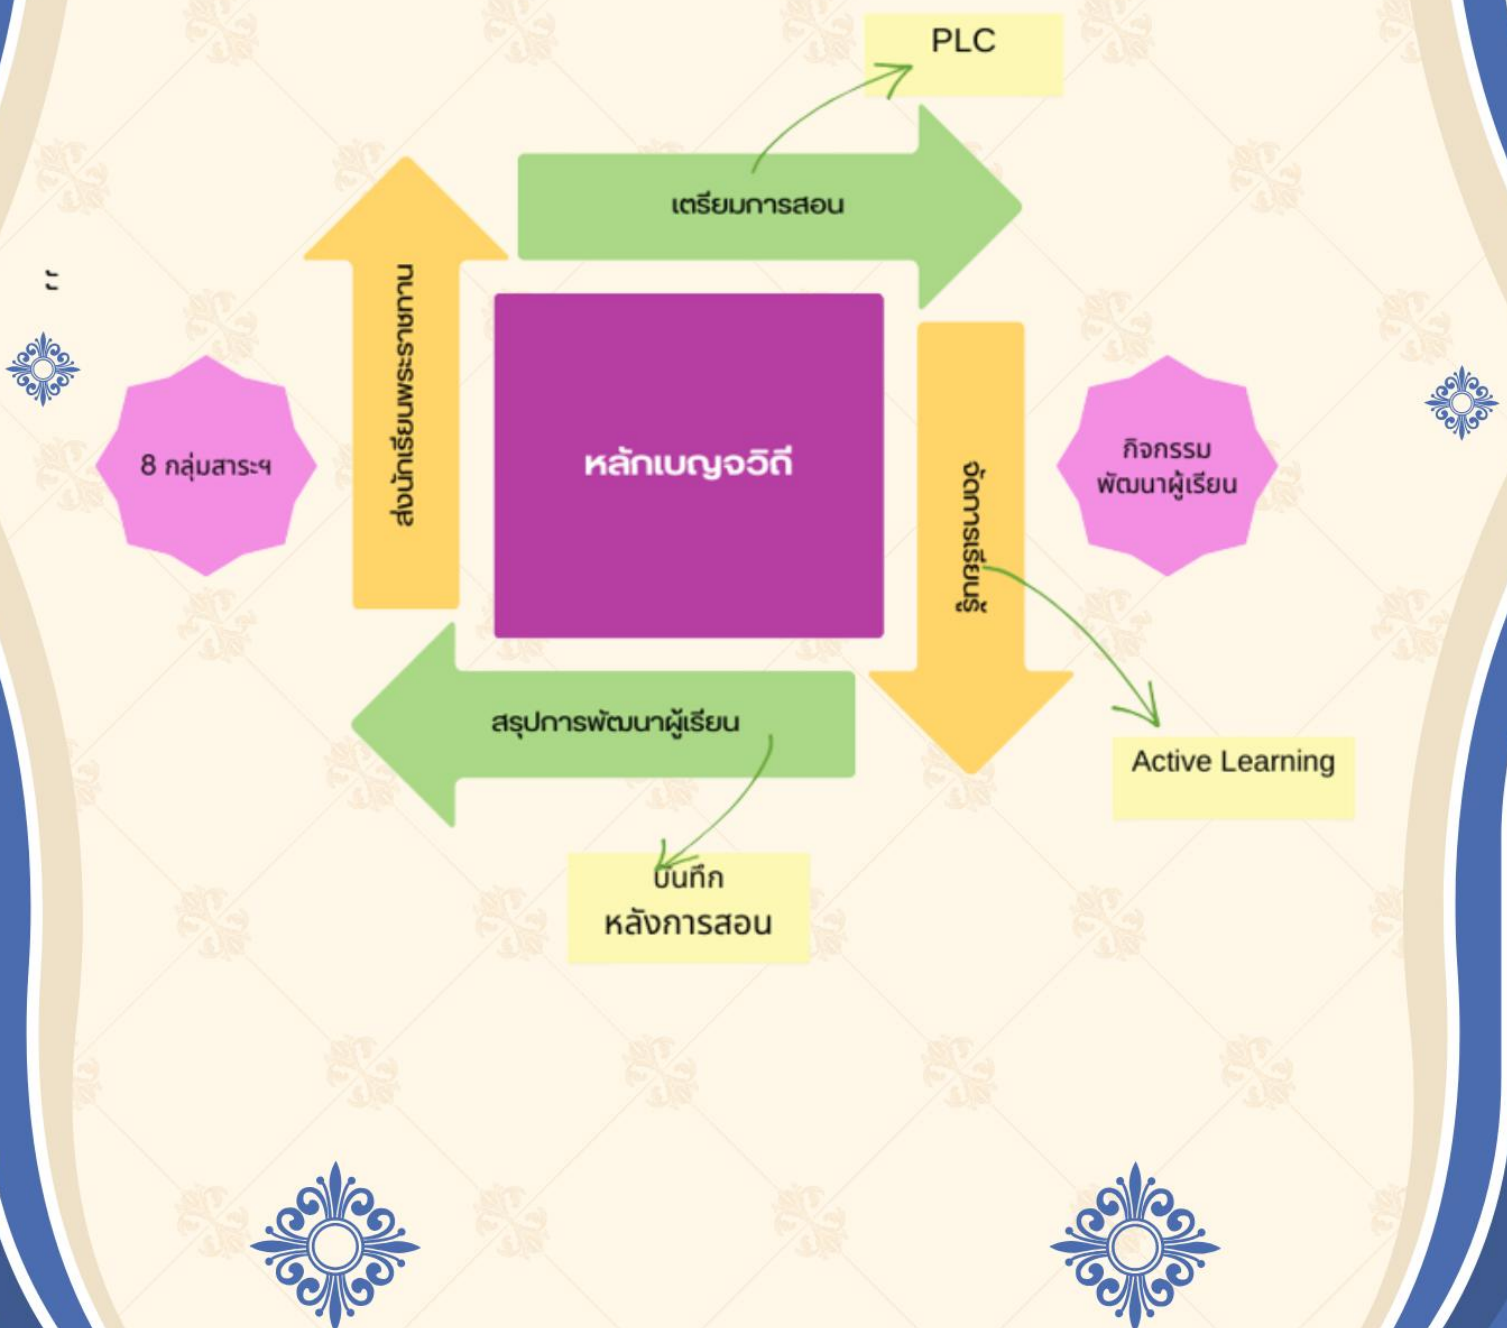 PLC
เตรียมการสอน
ส่งนักเรียนพระราชทาน
8 กลุ่มสาระฯ
หลักเบญจวิถี
จัดการเรียนรู้
กิจกรรม
พัฒนาผู้เรียน
สรุปการพัฒนาผู้เรียน
Active Learning
บันทึก
หลังการสอน